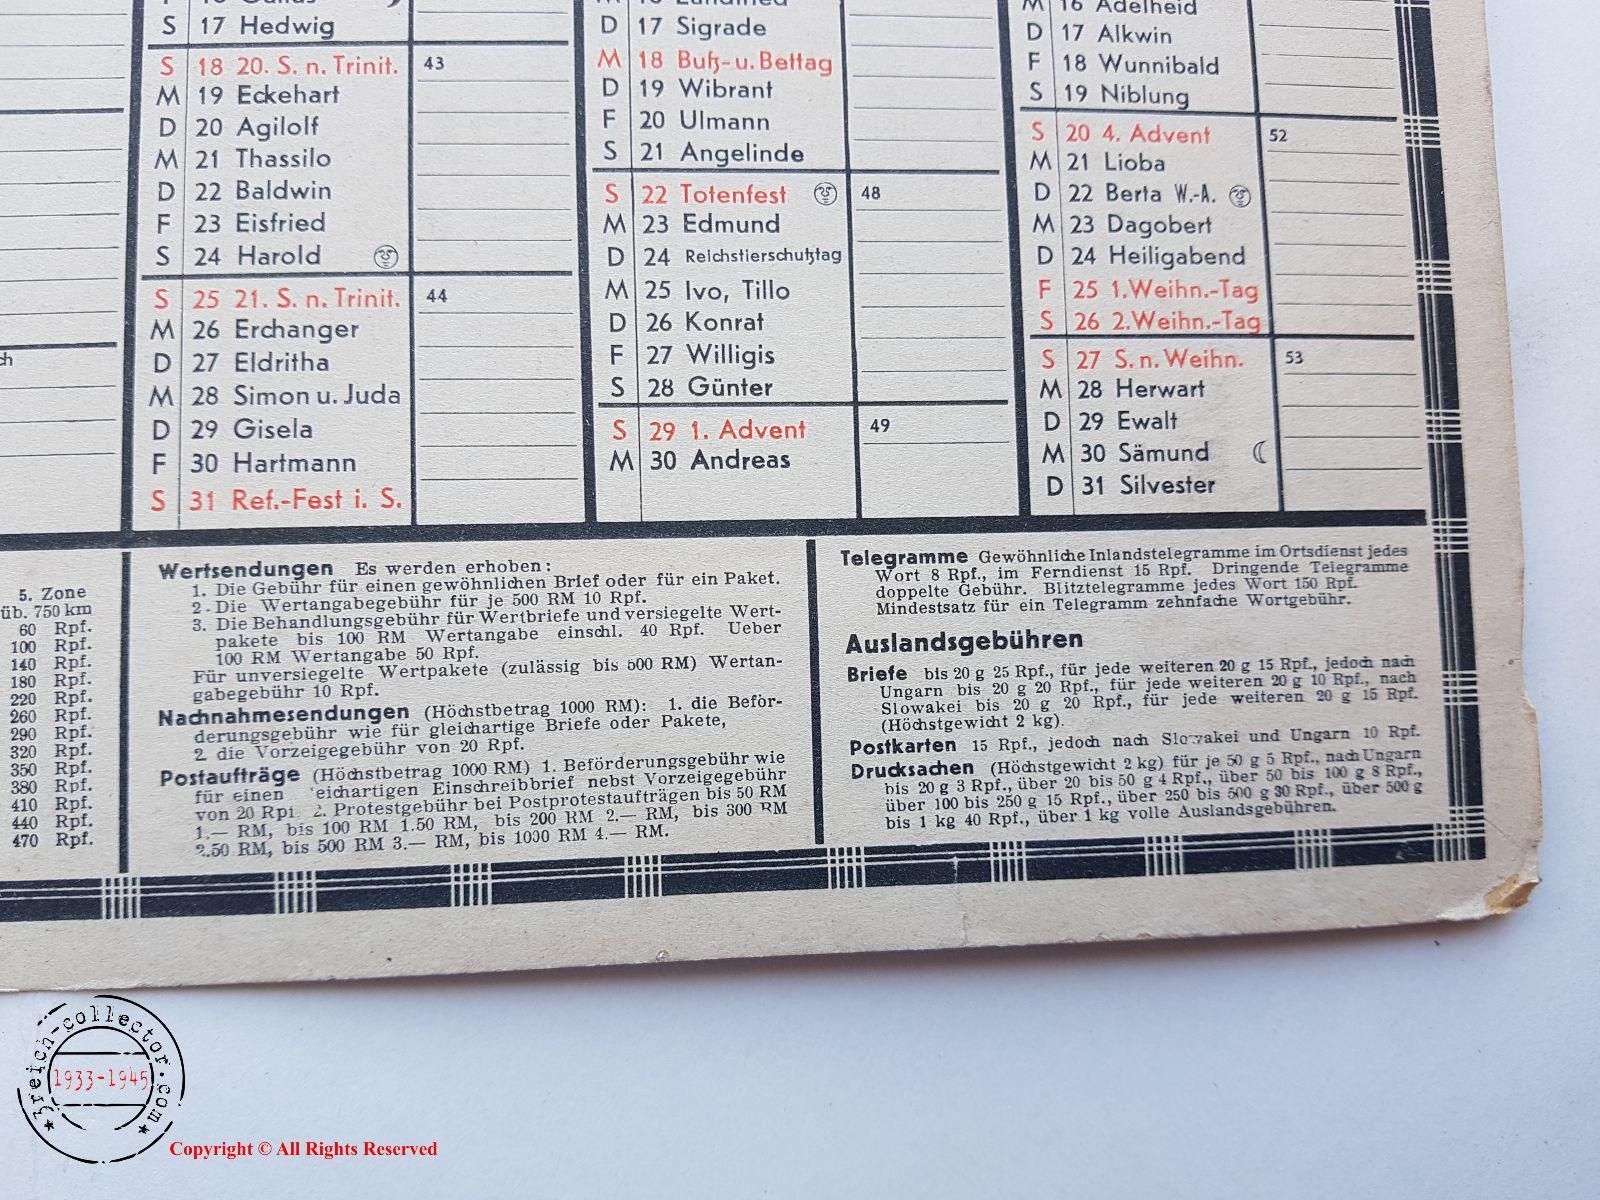 S 17 Hedwig
S 18 20. S. n. Trinit. 43
M 19 Eckehart
D 20 Agilolf
M 21 Thassilo
D 22 Baldwin
F 23 Eisfried
S 24 Harold
S 25 21. S. n. Trinit. 44
M 26 Erchanger
D 27 Eldritha
M 28 Simon u. Juda
D 29 Gisela
F 30 Hartmann
S 31 Ref.-Fest i. S.
D 17 Sigrade
M 18 Buß- u. Bettag
D 19 Wibrant
F 20 Ulmann
S 21 Angelinde
S 22 Totenfest 48
M 23 Edmund
D 24 Reichstierschutztag
M 25 Ivo, Tillo
D 26 Konrat
F 27 Willigis
S 28 Günter
S 29 1. Advent 49
M 30 Andreas
M 16 Adelheid
D 17 Alkwin
F 18 Wunnibald
S 19 Niblung
S 20 4. Advent 52
M 21 Lioba
D 22 Berta W.-A.
M 23 Dagobert
D 24 Heiligabend
F 25 1. Weihn.-Tag
S 26 2. Weihn.-Tag
S 27 S. n. Weihn. 53
M 28 Herwart
D 29 Ewalt
M 30 Sämund
D 31 Silvester
5. Zone
üb. 750 km
60 Rpf.
100 Rpf.
140 Rpf.
180 Rpf.
220 Rpf.
260 Rpf.
290 Rpf.
320 Rpf.
350 Rpf.
380 Rpf.
410 Rpf.
440 Rpf.
470 Rpf.
Wertsendungen Es werden erhoben:
1. Die Gebühr für einen gewöhnlichen Brief oder für ein Paket.
2. Die Wertangabegebühr für je 500 RM 10 Rpf.
3. Die Behandlungsgebühr für Wertbriefe und versiegelte Wert-
pakete bis 100 RM Wertangabe einschl. 40 Rpf. Ueber
100 RM Wertangabe 50 Rpf.
Für unversiegelte Wertpakete (zulässig bis 500 RM) Wertan-
gabegebühr 10 Rpf.
Nachnahmesendungen (Höchstbetrag 1000 RM): 1. die Beför-
derungsgebühr wie für gleichartige Briefe oder Pakete,
2. die Vorzeigegebühr von 20 Rpf.
Postaufträge (Höchstbetrag 1000 RM) 1. Beförderungsgebühr wie
für einen eichartigen Einschreibbrief nebst Vorzeigegebühr
von 20 Rpf 2. Protestgebühr bei Postprotestaufträgen bis 50 RM
1.— RM, bis 100 RM 1.50 RM, bis 200 RM 2.— RM, bis 300 RM
2.50 RM, bis 500 RM 3.— RM, bis 1000 RM 4.— RM.
Telegramme Gewöhnliche Inlandstelegramme im Ortsdienst jedes
Wort 8 Rpf., im Ferndienst 15 Rpf. Dringende Telegramme
doppelte Gebühr. Blitztelegramme jedes Wort 150 Rpf.
Mindestsatz für ein Telegramm zehnfache Wortgebühr.
Auslandsgebühren
Briefe bis 20 g 25 Rpf., für jede weiteren 20 g 15 Rpf., jedoch nach
Ungarn bis 20 g 20 Rpf., für jede weiteren 20 g 10 Rpf., nach
Slowakei bis 20 g 20 Rpf., für jede weiteren 20 g 15 Rpf.
(Höchstgewicht 2 kg).
Postkarten 15 Rpf., jedoch nach Slowakei und Ungarn 10 Rpf.
Drucksachen (Höchstgewicht 2 kg) für je 50 g 5 Rpf., nach Ungarn
bis 20 g 3 Rpf., über 20 bis 50 g 4 Rpf., über 50 bis 100 g 8 Rpf.,
über 100 bis 250 g 15 Rpf., über 250 bis 500 g 30 Rpf., über 500 g
bis 1 kg 40 Rpf., über 1 kg volle Auslandsgebühren.
3reich-collector.com
1933-1945
Copyright © All Rights Reserved